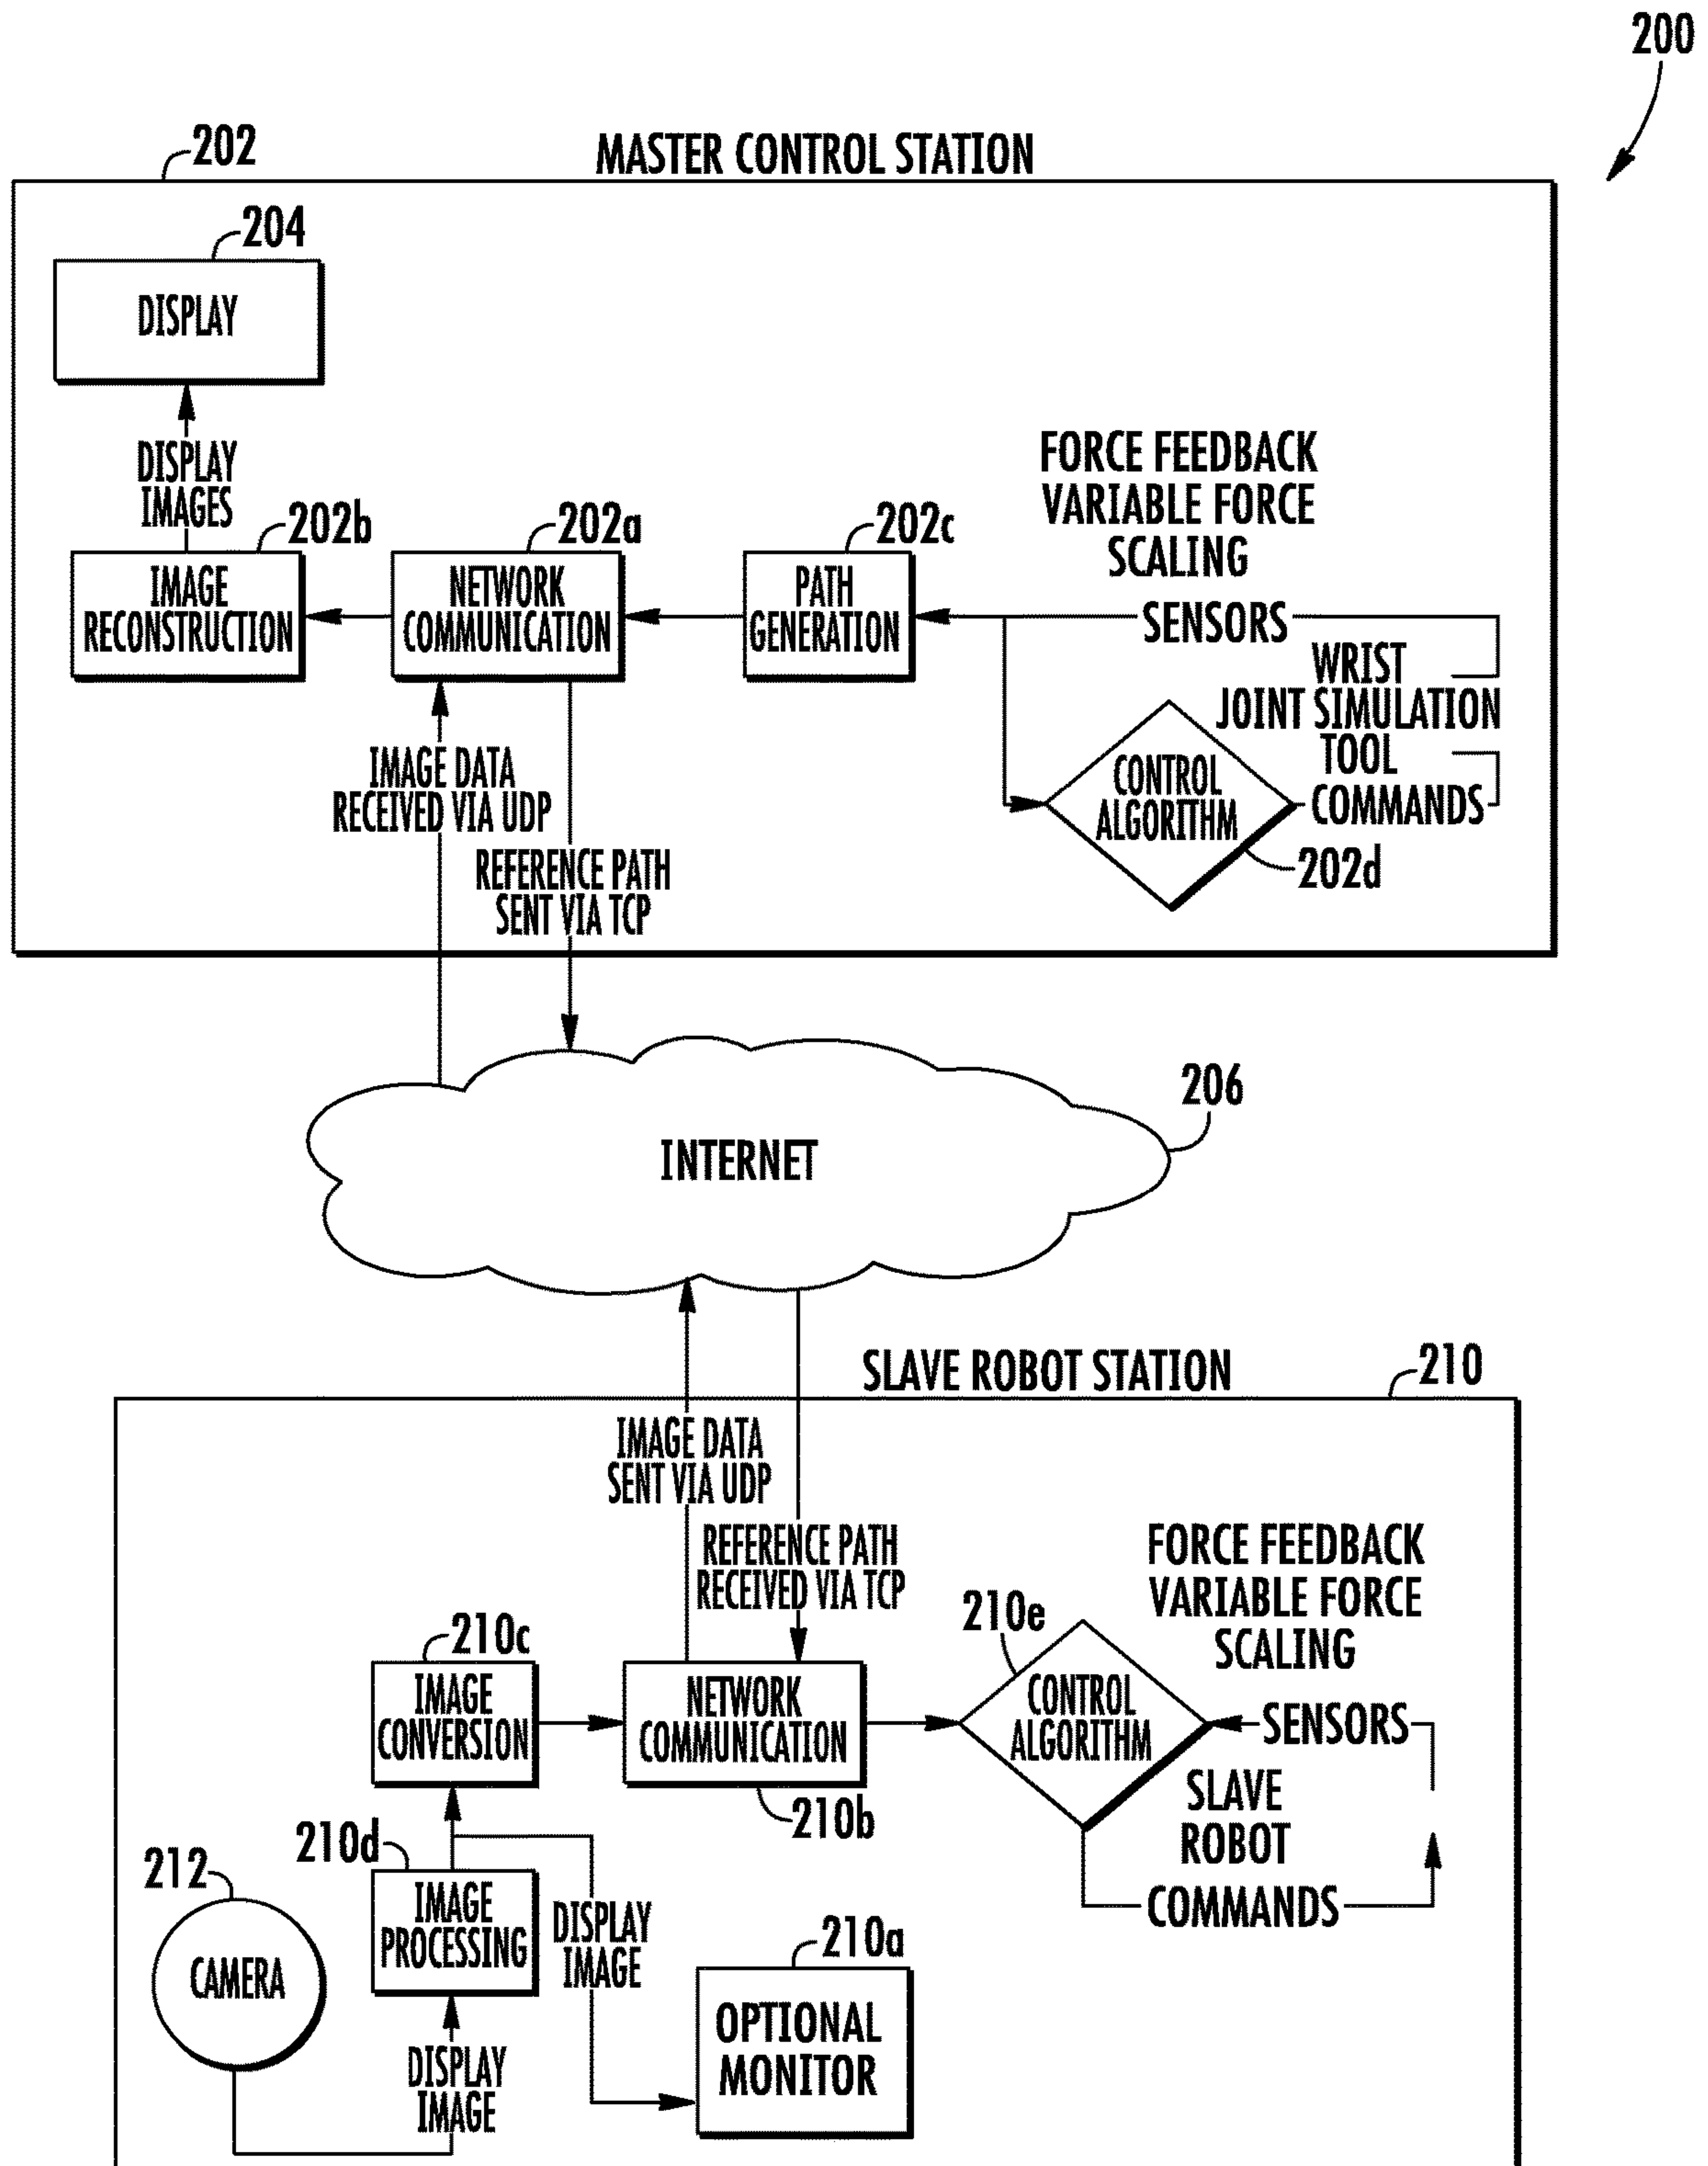 200
202
MASTER CONTROL STATION
204
DISPLAY
DISPLAY
IMAGES
202b
IMAGE
RECONSTRUCTION
202a
NETWORK
COMMUNICATION
202c
PATH
GENERATION
FORCE FEEDBACK
VARIABLE FORCE
SCALING
SENSORS
WRIST
JOINT SIMULATION
TOOL
COMMANDS
CONTROL
ALGORITHM
202d
IMAGE DATA
RECEIVED VIA UDP
REFERENCE PATH
SENT VIA TCP
206
INTERNET
SLAVE ROBOT STATION
210
IMAGE DATA
SENT VIA UDP
REFERENCE PATH
RECEIVED VIA TCP
210e
FORCE FEEDBACK
VARIABLE FORCE
SCALING
210c
IMAGE
CONVERSION
NETWORK
COMMUNICATION
210b
CONTROL
ALGORITHM
SENSORS
SLAVE
ROBOT
COMMANDS
210d
IMAGE
PROCESSING
212
CAMERA
DISPLAY
IMAGE
DISPLAY
IMAGE
210a
OPTIONAL
MONITOR